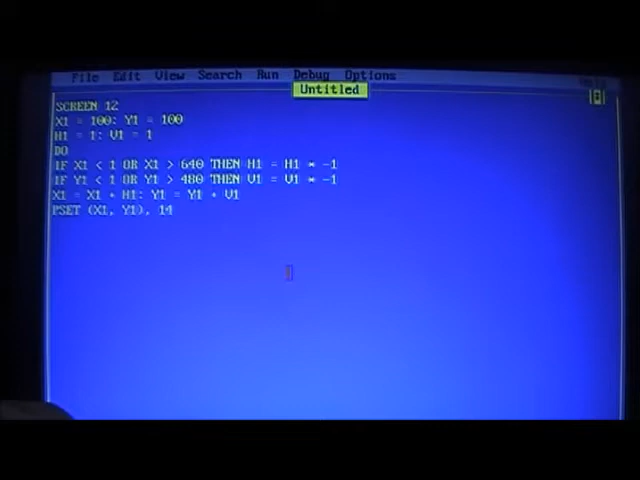 File Edit View Search Run Debug Options
Untitled
SCREEN 12
X1 = 100: Y1 = 100
H1 = 1: V1 = 1
DO
IF X1 < 1 OR X1 > 640 THEN H1 = H1 * -1
IF Y1 < 1 OR Y1 > 480 THEN V1 = V1 * -1
X1 = X1 + H1: Y1 = Y1 + V1
PSET (X1, Y1), 14